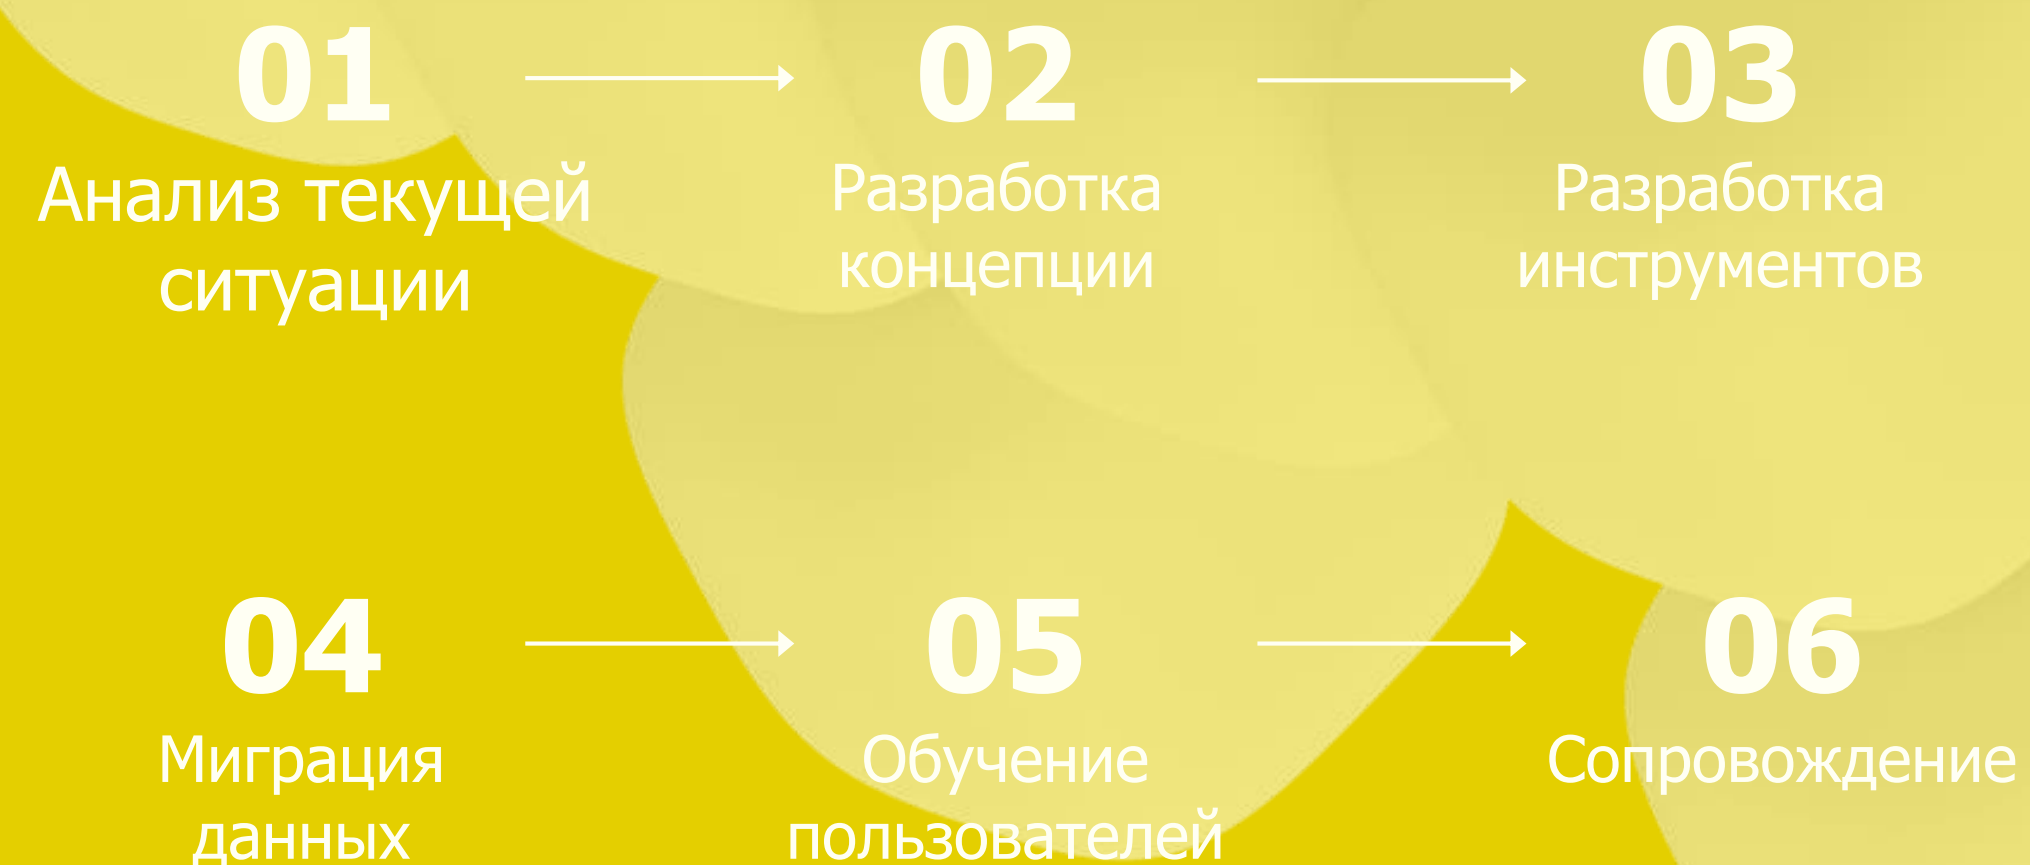 01
Анализ текущей
ситуации
02
Разработка
концепции
03
Разработка
инструментов
04
Миграция
данных
05
Обучение
пользователей
06
Сопровождение